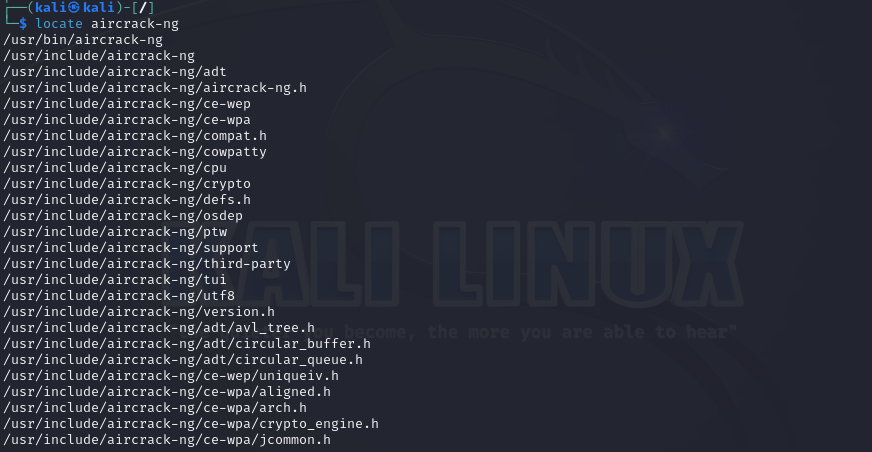 ┌──(kali㉿kali)-[/]
└─$ locate aircrack-ng
/usr/bin/aircrack-ng
/usr/include/aircrack-ng
/usr/include/aircrack-ng/adt
/usr/include/aircrack-ng/aircrack-ng.h
/usr/include/aircrack-ng/ce-wep
/usr/include/aircrack-ng/ce-wpa
/usr/include/aircrack-ng/compat.h
/usr/include/aircrack-ng/cowpatty
/usr/include/aircrack-ng/cpu
/usr/include/aircrack-ng/crypto
/usr/include/aircrack-ng/defs.h
/usr/include/aircrack-ng/osdep
/usr/include/aircrack-ng/ptw
/usr/include/aircrack-ng/support
/usr/include/aircrack-ng/third-party
/usr/include/aircrack-ng/tui
/usr/include/aircrack-ng/utf8
/usr/include/aircrack-ng/version.h
/usr/include/aircrack-ng/adt/avl_tree.h
/usr/include/aircrack-ng/adt/circular_buffer.h
/usr/include/aircrack-ng/adt/circular_queue.h
/usr/include/aircrack-ng/ce-wep/uniqueiv.h
/usr/include/aircrack-ng/ce-wpa/aligned.h
/usr/include/aircrack-ng/ce-wpa/arch.h
/usr/include/aircrack-ng/ce-wpa/crypto_engine.h
/usr/include/aircrack-ng/ce-wpa/jcommon.h
KALI LINUX
you become, the more you are able to hear"